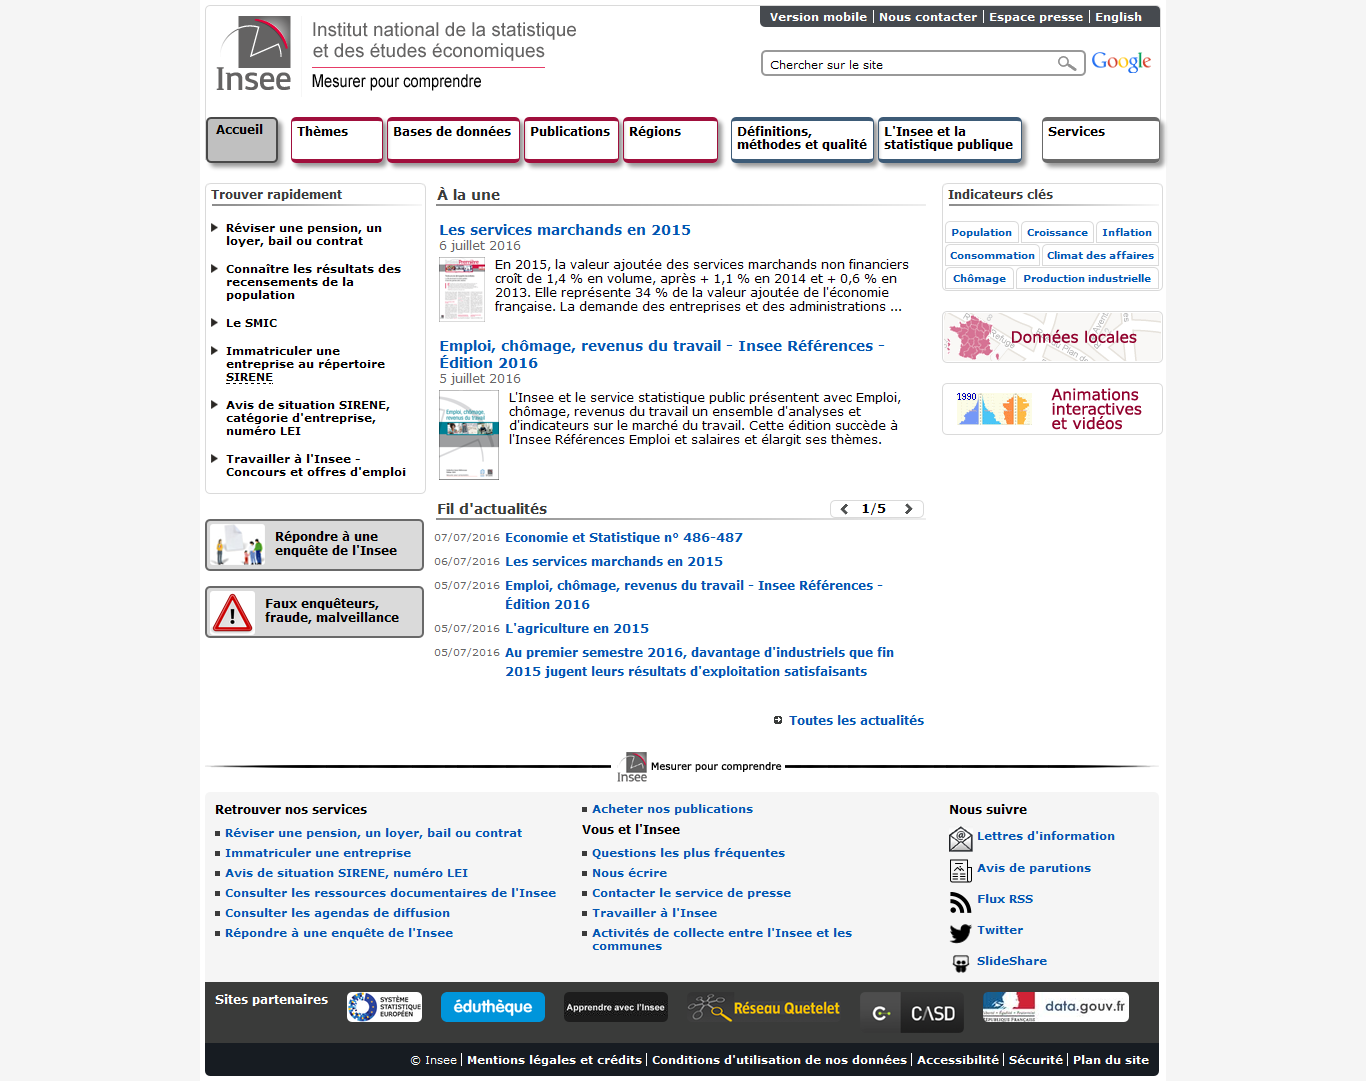 Version mobile | Nous contacter | Espace presse | English
Institut national de la statistique
et des études économiques
Insee
Mesurer pour comprendre
Chercher sur le site
Google
Accueil
Thèmes
Bases de données
Publications
Régions
Définitions,
méthodes et qualité
L'Insee et la
statistique publique
Services
Trouver rapidement
Réviser une pension, un
loyer, bail ou contrat
Connaître les résultats des
recensements de la
population
Le SMIC
Immatriculer une
entreprise au répertoire
SIRENE
Avis de situation SIRENE,
catégorie d'entreprise,
numéro LEI
Travailler à l'Insee -
Concours et offres d'emploi
Répondre à une
enquête de l'Insee
Faux enquêteurs,
fraude, malveillance
À la une
Les services marchands en 2015
6 juillet 2016
En 2015, la valeur ajoutée des services marchands non financiers
croît de 1,4 % en volume, après + 1,1 % en 2014 et + 0,6 % en
2013. Elle représente 34 % de la valeur ajoutée de l'économie
française. La demande des entreprises et des administrations ...
Emploi, chômage, revenus du travail - Insee Références -
Édition 2016
5 juillet 2016
Emploi, chômage,
revenus du travail
L'Insee et le service statistique public présentent avec Emploi,
chômage, revenus du travail un ensemble d'analyses et
d'indicateurs sur le marché du travail. Cette édition succède à
l'Insee Références Emploi et salaires et élargit ses thèmes.
Fil d'actualités
1/5
07/07/2016 Economie et Statistique n° 486-487
06/07/2016 Les services marchands en 2015
05/07/2016 Emploi, chômage, revenus du travail - Insee Références -
Édition 2016
05/07/2016 L'agriculture en 2015
05/07/2016 Au premier semestre 2016, davantage d'industriels que fin
2015 jugent leurs résultats d'exploitation satisfaisants
Toutes les actualités
Indicateurs clés
Population Croissance Inflation
Consommation Climat des affaires
Chômage Production industrielle
Données locales
1990
Animations
interactives
et vidéos
Insee
Mesurer pour comprendre
Retrouver nos services
Réviser une pension, un loyer, bail ou contrat
Immatriculer une entreprise
Avis de situation SIRENE, numéro LEI
Consulter les ressources documentaires de l'Insee
Consulter les agendas de diffusion
Répondre à une enquête de l'Insee
Acheter nos publications
Vous et l'Insee
Questions les plus fréquentes
Nous écrire
Contacter le service de presse
Travailler à l'Insee
Activités de collecte entre l'Insee et les
communes
Nous suivre
Lettres d'information
Avis de parutions
Flux RSS
Twitter
SlideShare
Sites partenaires
SYSTÈME
STATISTIQUE
EUROPÉEN
éduthèque
Apprendre avec l'Insee
Réseau Quetelet
CASD
RÉPUBLIQUE FRANÇAISE
data.gouv.fr
© Insee | Mentions légales et crédits | Conditions d'utilisation de nos données | Accessibilité | Sécurité | Plan du site